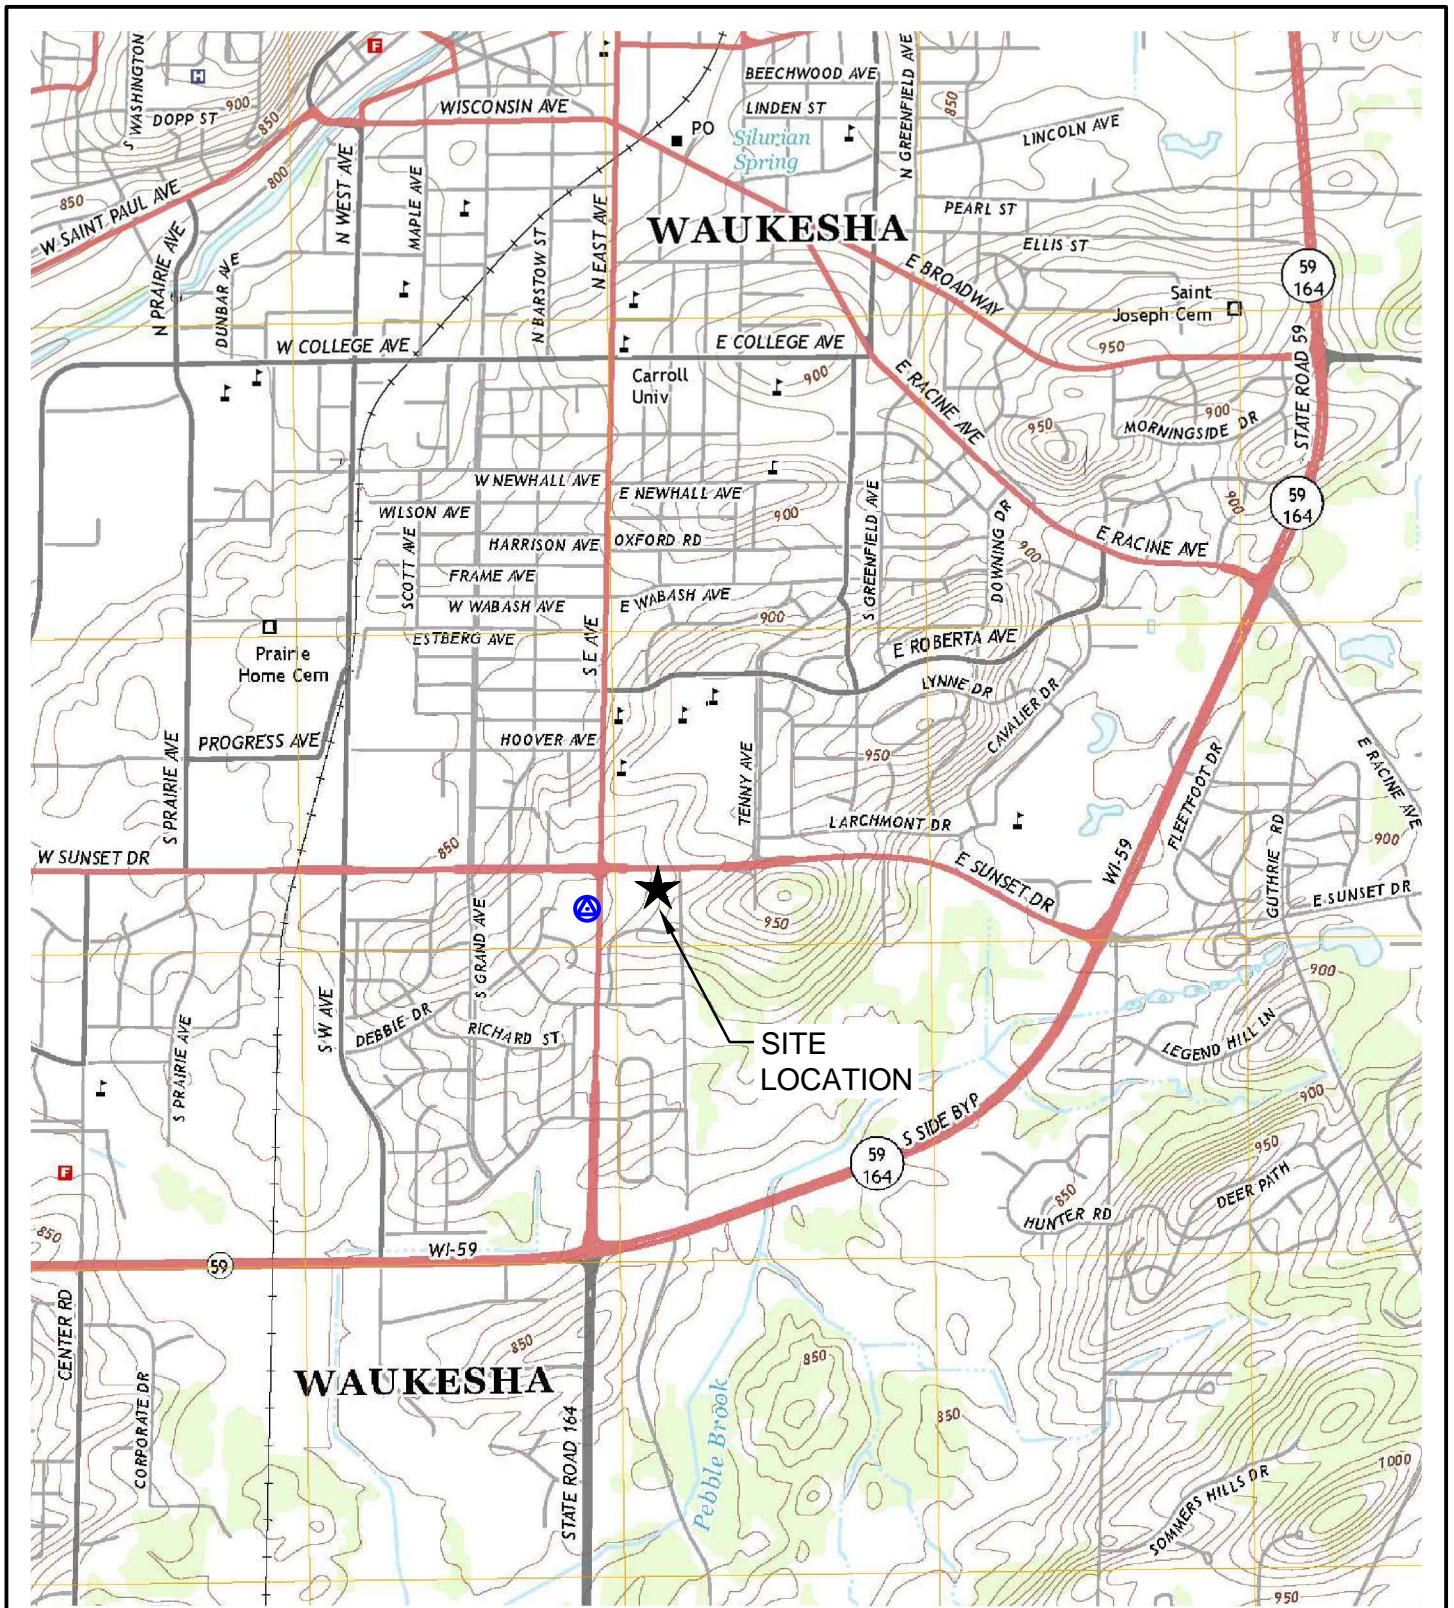 F
H
S WASHINGTON
900
DOPP ST
850
WISCONSIN AVE
BEECHWOOD AVE
LINDEN ST
PO
Silurian
Spring
N GREENFIELD AVE
850
LINCOLN AVE
850
W SAINT PAUL AVE
800
N WEST AVE
MAPLE AVE
N PRAIRIE AVE
DUNBAR AVE
N BARSTOW ST
N EAST AVE
WAUKESHA
PEARL ST
ELLIS ST
E BROADWAY
Saint
Joseph Cem
59
164
W COLLEGE AVE
E COLLEGE AVE
950
STATE ROAD 59
Carroll
Univ
900
E RACINE AVE
950
900
MORNINGSIDE DR
W NEWHALL AVE
E NEWHALL AVE
WILSON AVE
900
900
59
164
HARRISON AVE
OXFORD RD
SCOTT AVE
FRAME AVE
W WABASH AVE
E WABASH AVE
ESTBERG AVE
S E AVE
900
S GREENFIELD AVE
DOWNING DR
900
E RACINE AVE
Prairie
Home Cem
E ROBERTA AVE
LYNNE DR
CAVALIER DR
PROGRESS AVE
S PRAIRIE AVE
HOOVER AVE
TENNY AVE
950
LARCHMONT DR
FLEETFOOT DR
E RACINE AVE
GUTHRIE RD
900
W SUNSET DR
850
E SUNSET DR
WI-59
E SUNSET DR
S GRAND AVE
950
900
S W AVE
DEBBIE DR
RICHARD ST
S PRAIRIE AVE
SITE
LOCATION
LEGEND HILL LN
900
S SIDE BYP
59
164
950
DEER PATH
850
HUNTER RD
F
850
WI-59
59
CENTER RD
CORPORATE DR
850
WAUKESHA
STATE ROAD 164
850
Pebble Brook
850
1000
SOMMERS HILLS DR
950